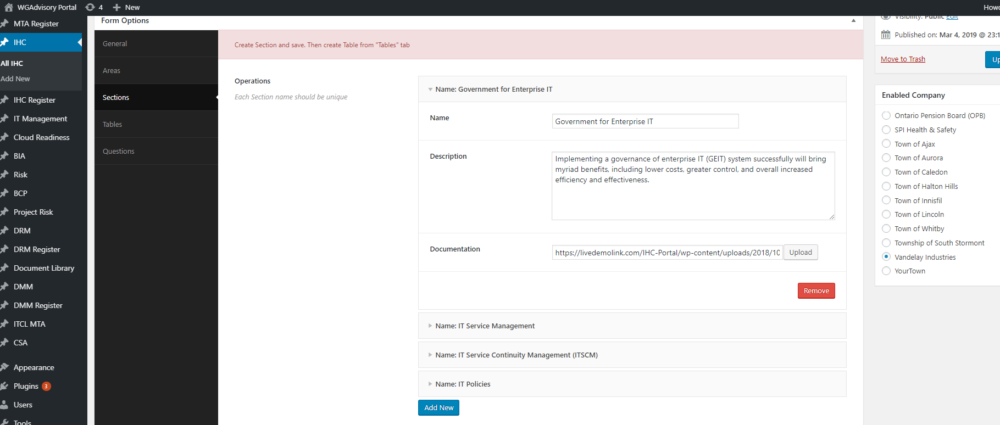 WGAdvisory Portal
4
New
MTA Register
IHC
All IHC
Add New
IHC Register
IT Management
Cloud Readiness
BIA
Risk
BCP
Project Risk
DRM
DRM Register
Document Library
DMM
DMM Register
ITCL MTA
CSA
Appearance
Plugins 3
Users
Tools
Form Options
General
Areas
Sections
Tables
Questions
Create Section and save. Then create Table from "Tables" tab
Operations
Each Section name should be unique
Name: Government for Enterprise IT
Name
Government for Enterprise IT
Description
Implementing a governance of enterprise IT (GEIT) system successfully will bring
myriad benefits, including lower costs, greater control, and overall increased
efficiency and effectiveness.
Documentation
https://livedemolink.com/IHC-Portal/wp-content/uploads/2018/10
Upload
Remove
Name: IT Service Management
Name: IT Service Continuity Management (ITSCM)
Name: IT Policies
Add New
Visibility: Public Edit
Published on: Mar 4, 2019 @ 23:1
Move to Trash
Up
Enabled Company
Ontario Pension Board (OPB)
SPI Health & Safety
Town of Ajax
Town of Aurora
Town of Caledon
Town of Halton Hills
Town of Innisfil
Town of Lincoln
Town of Whitby
Township of South Stormont
Vandelay Industries
YourTown